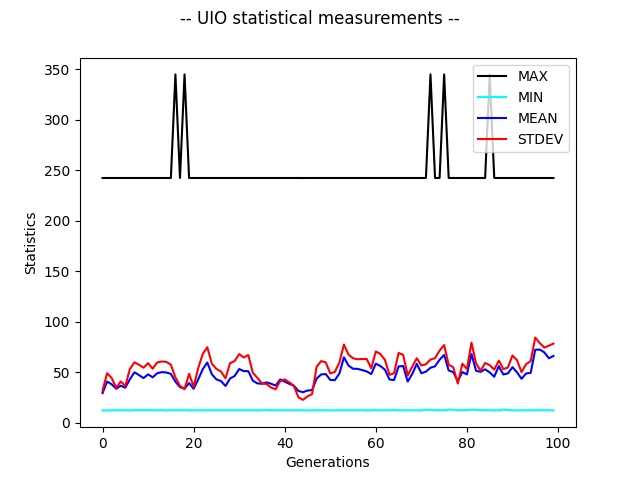 -- UIO statistical measurements --
MAX
MIN
MEAN
STDEV
Statistics
350
300
250
200
150
100
50
0
0 20 40 60 80 100
Generations